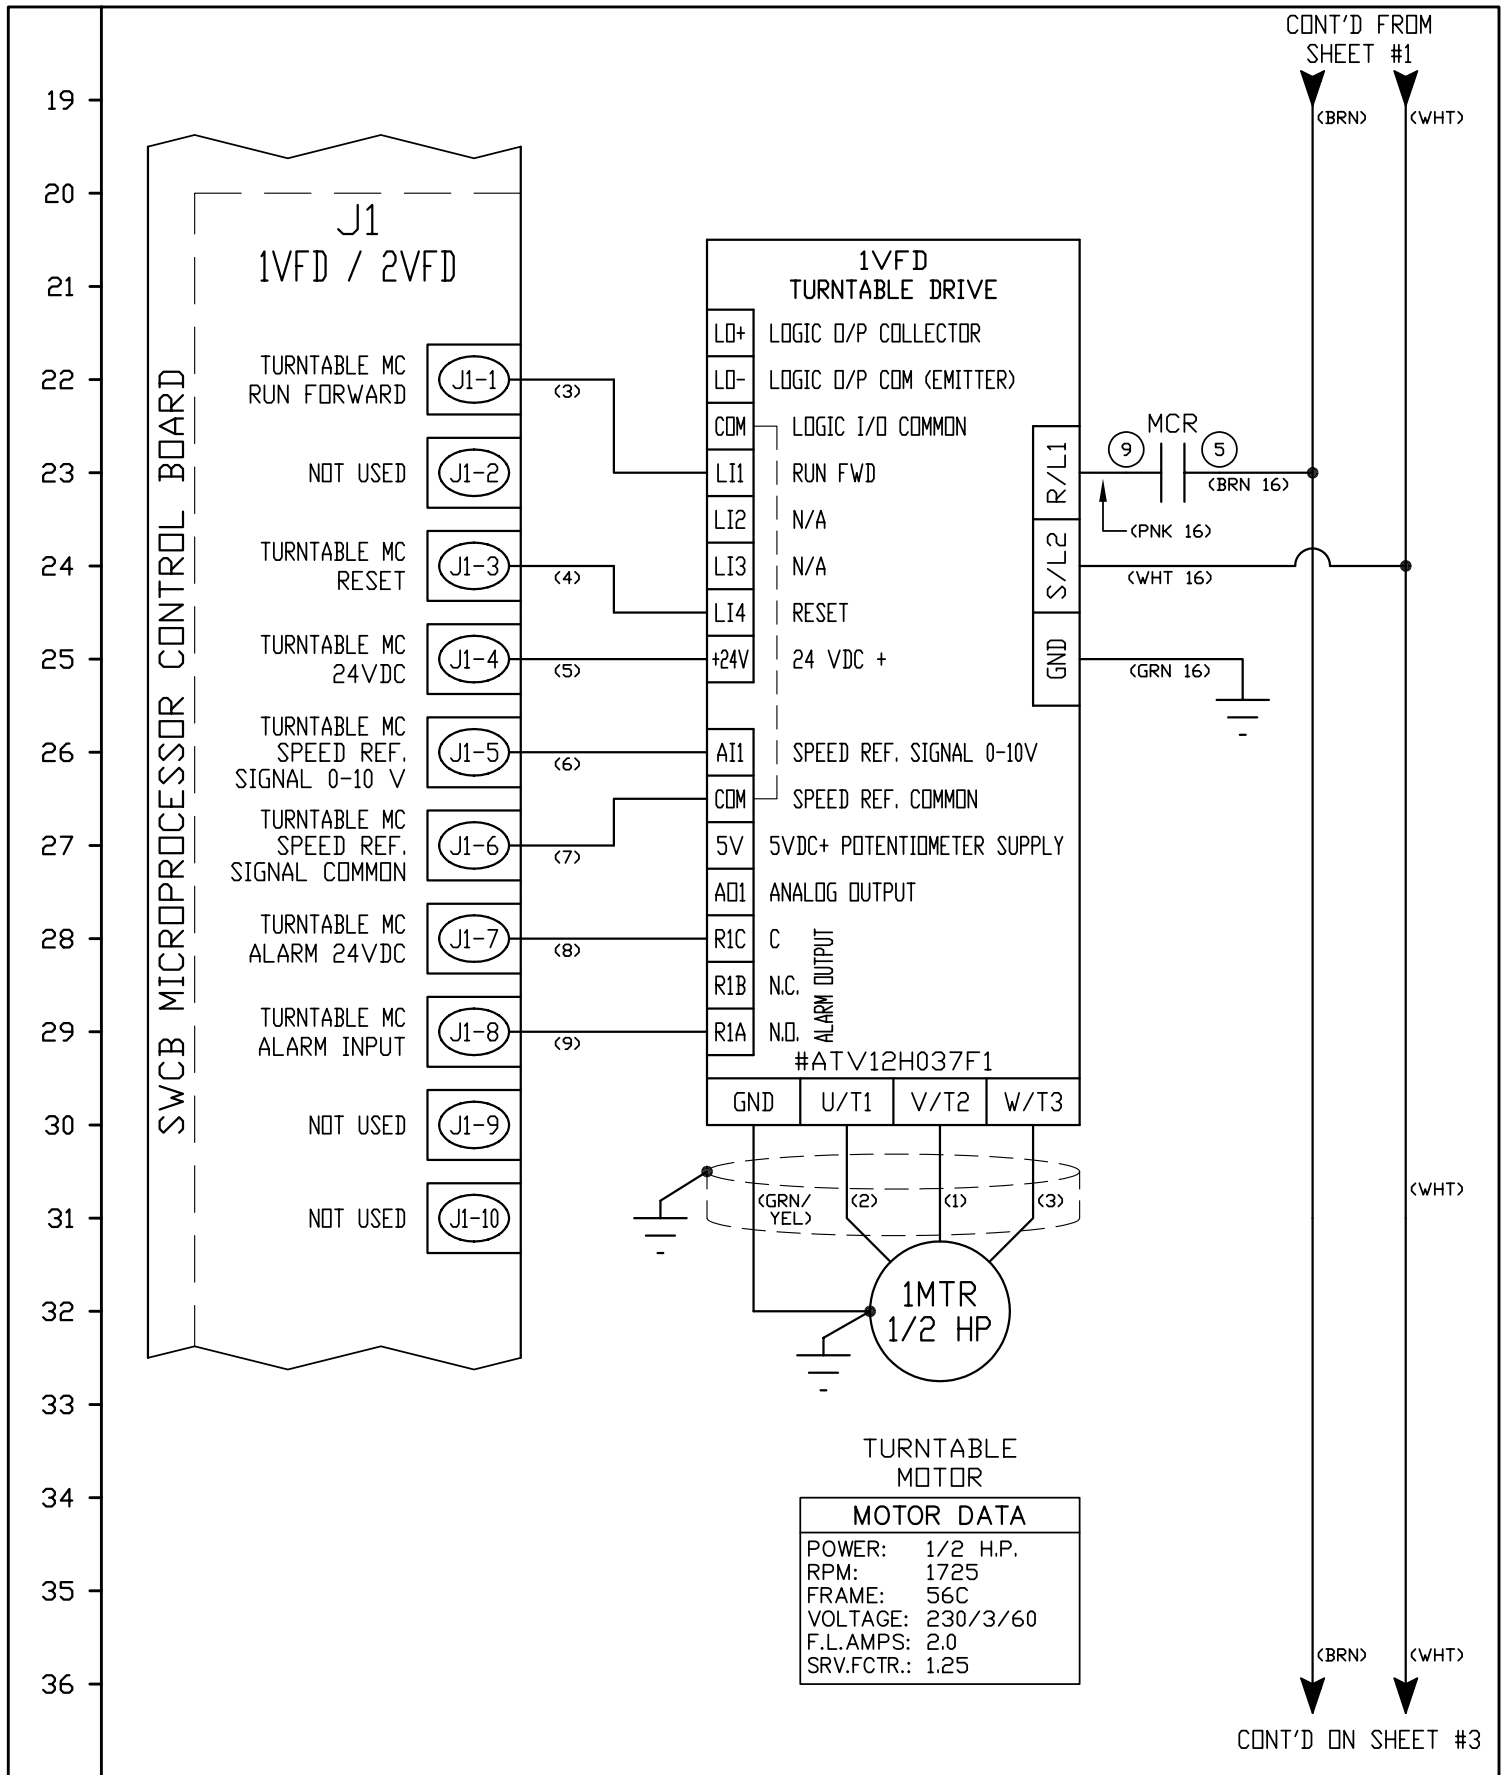 CONT'D FROM
SHEET #1
(BRN)
(WHT)
19
20
21
22
23
24
25
26
27
28
29
30
31
32
33
34
35
36
SWCB MICROPROCESSOR CONTROL BOARD
J1
1VFD / 2VFD
TURNTABLE MC
RUN FORWARD
J1-1
(3)
NOT USED
J1-2
TURNTABLE MC
RESET
J1-3
(4)
TURNTABLE MC
24VDC
J1-4
(5)
TURNTABLE MC
SPEED REF.
SIGNAL 0-10 V
J1-5
(6)
TURNTABLE MC
SPEED REF.
SIGNAL COMMON
J1-6
(7)
TURNTABLE MC
ALARM 24VDC
J1-7
(8)
TURNTABLE MC
ALARM INPUT
J1-8
(9)
NOT USED
J1-9
NOT USED
J1-10
1VFD
TURNTABLE DRIVE
LO+ LOGIC O/P COLLECTOR
LO- LOGIC O/P COM (EMITTER)
COM LOGIC I/O COMMON
LI1 RUN FWD
LI2 N/A
LI3 N/A
LI4 RESET
+24V 24 VDC +
AI1 SPEED REF. SIGNAL 0-10V
COM SPEED REF. COMMON
5V 5VDC+ POTENTIOMETER SUPPLY
AO1 ANALOG OUTPUT
R1C C
R1B N.C.
R1A N.O.
ALARM OUTPUT
#ATV12H037F1
R/L1
S/L2
GND
MCR
9
5
(BRN 16)
(PNK 16)
(WHT 16)
(GRN 16)
GND U/T1 V/T2 W/T3
(GRN/
YEL)
(2)
(1)
(3)
(WHT)
1MTR
1/2 HP
TURNTABLE
MOTOR
MOTOR DATA
POWER: 1/2 H.P.
RPM: 1725
FRAME: 56C
VOLTAGE: 230/3/60
F.L.AMPS: 2.0
SRV.FCTR.: 1.25
(BRN)
(WHT)
CONT'D ON SHEET #3